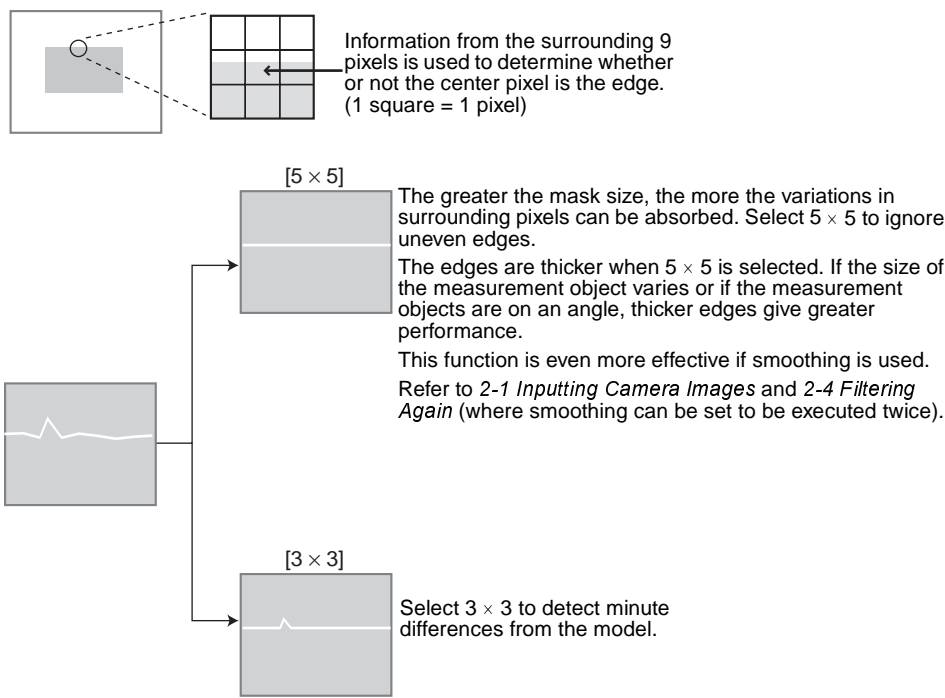 Information from the surrounding 9
pixels is used to determine whether
or not the center pixel is the edge.
(1 square = 1 pixel)
[5 × 5]
The greater the mask size, the more the variations in
surrounding pixels can be absorbed. Select 5 × 5 to ignore
uneven edges.
The edges are thicker when 5 × 5 is selected. If the size of
the measurement object varies or if the measurement
objects are on an angle, thicker edges give greater
performance.
This function is even more effective if smoothing is used.
Refer to 2-1 Inputting Camera Images and 2-4 Filtering
Again (where smoothing can be set to be executed twice).
[3 × 3]
Select 3 × 3 to detect minute
differences from the model.